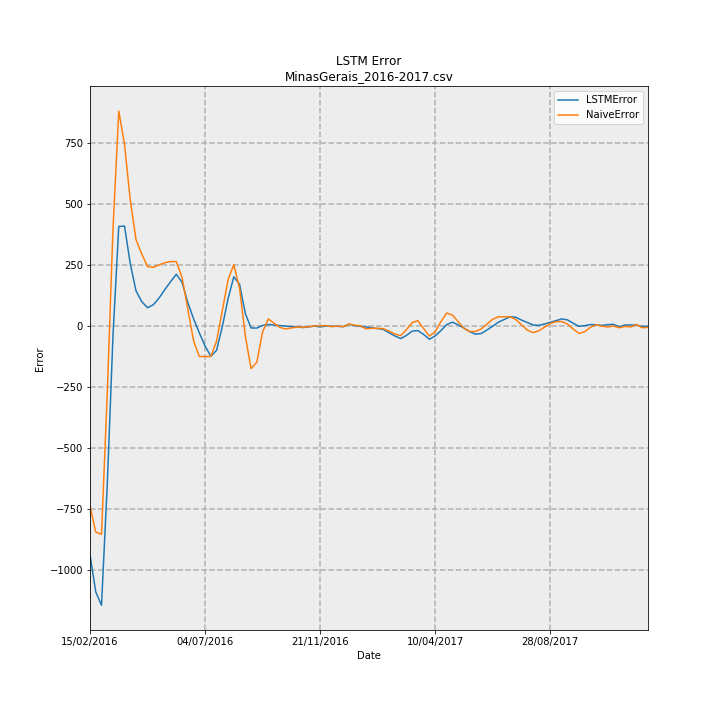 LSTM Error
MinasGerais_2016-2017.csv
LSTMError
NaiveError
750
500
250
0
−250
−500
−750
−1000
Error
15/02/2016 04/07/2016 21/11/2016 10/04/2017 28/08/2017
Date